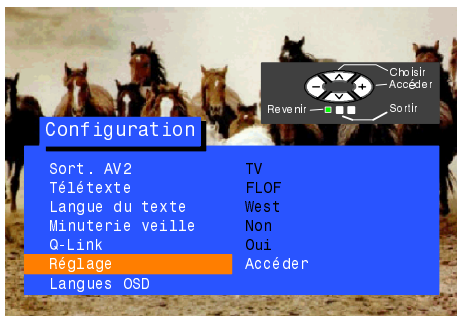 Choisir
Accéder
Revenir
Sortir
Configuration
Sort. AV2 TV
Télétexte FLOF
Langue du texte West
Minuterie veille Non
Q-Link Oui
Réglage Accéder
Langues OSD